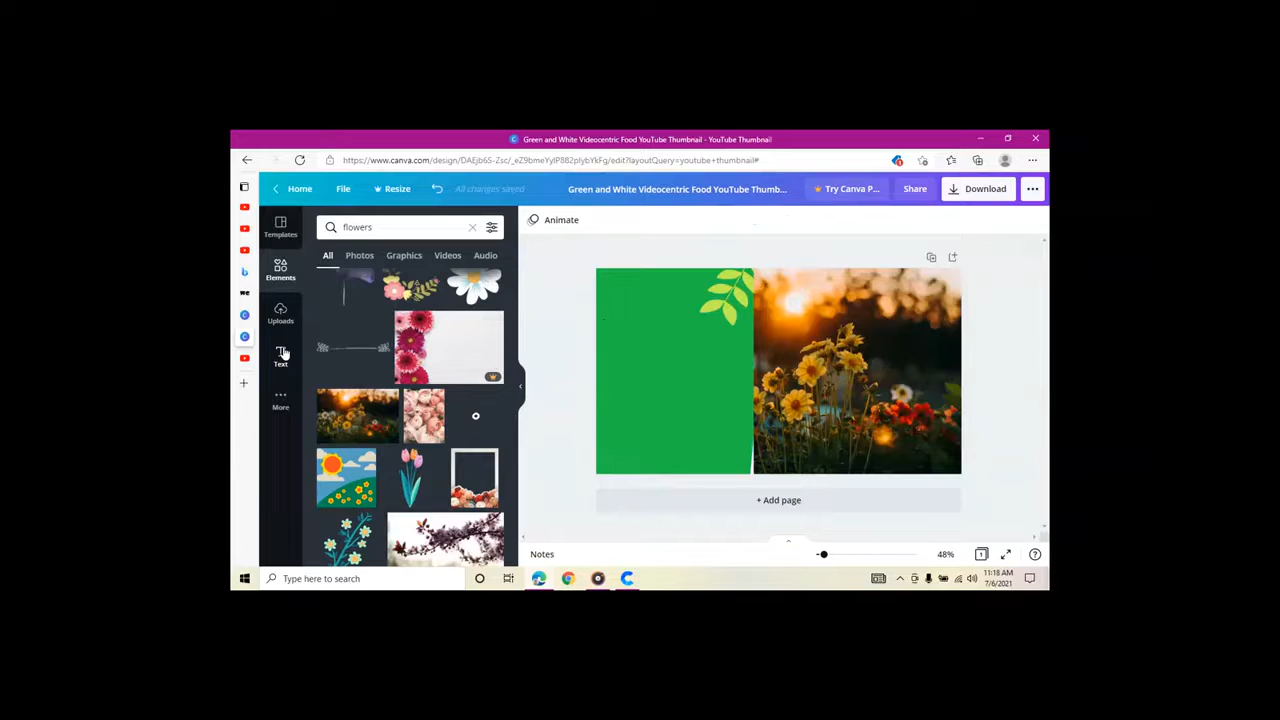 Green and White Videocentric Food YouTube Thumbnail - YouTube Thumbnail
https://www.canva.com/design/DAEjb6S-Zsc/_eZ9bmeYylP882plybYkFg/edit?layoutQuery=youtube+thumbnail#
Home File Resize All changes saved Green and White Videocentric Food YouTube Thumb... Try Canva P... Share Download
Templates
flowers
Animate
All Photos Graphics Videos Audio
Elements
Uploads
Text
More
+ Add page
Notes
48%
1
Type here to search
11:18 AM
7/6/2021